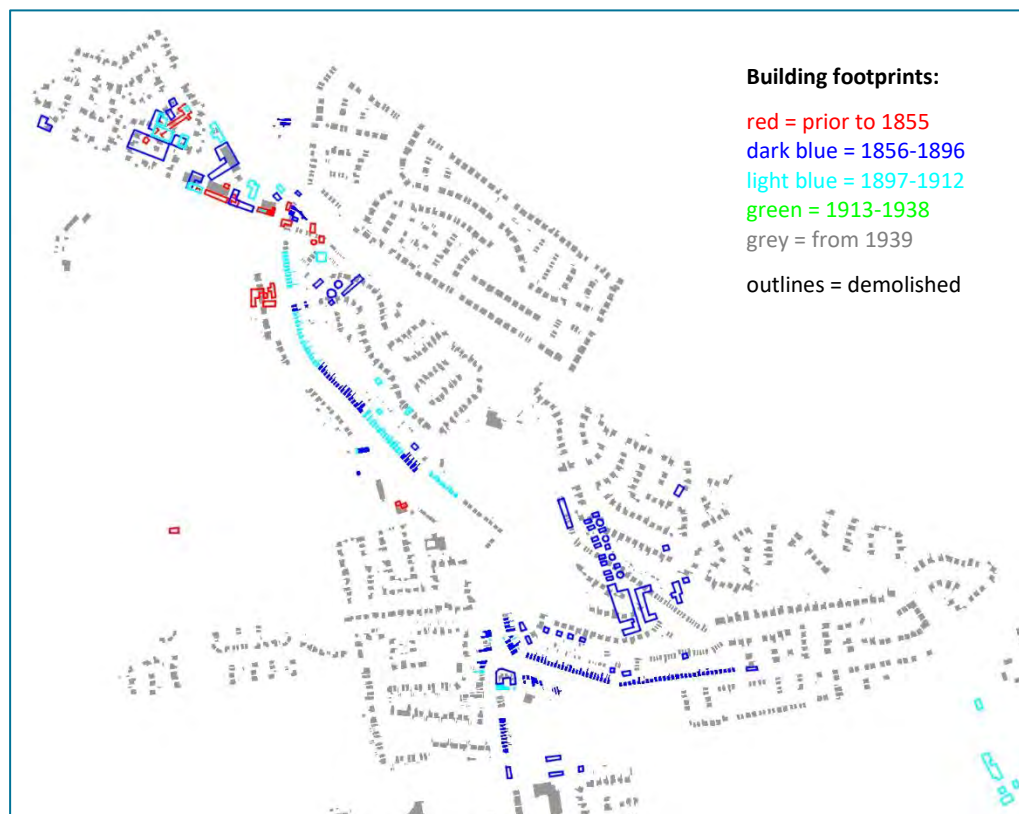 Building footprints:
red = prior to 1855
dark blue = 1856-1896
light blue = 1897-1912
green = 1913-1938
grey = from 1939
outlines = demolished